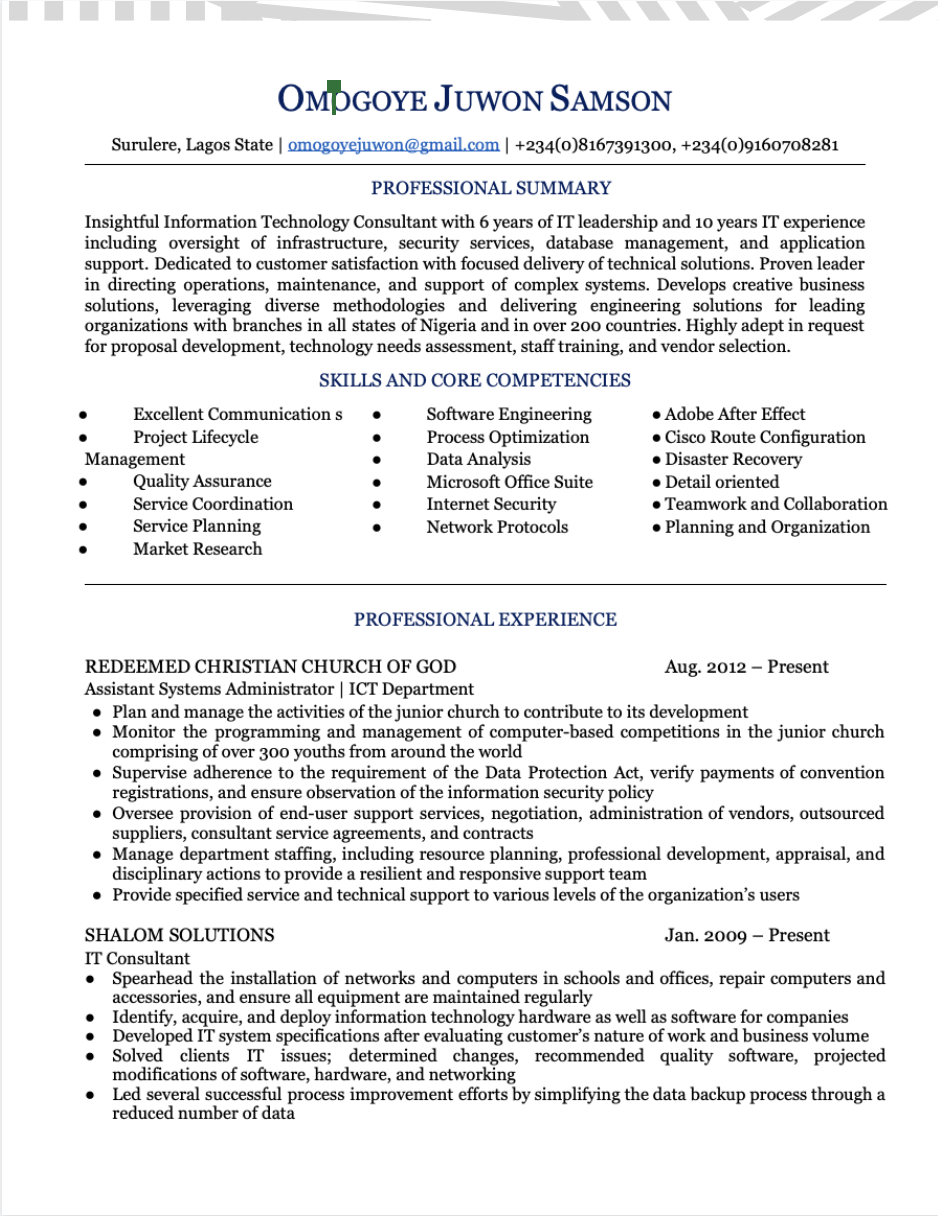 OMOGOYE JUWON SAMSON
Surulere, Lagos State | omogoyejuwon@gmail.com | +234(0)8167391300, +234(0)9160708281
PROFESSIONAL SUMMARY
Insightful Information Technology Consultant with 6 years of IT leadership and 10 years IT experience
including oversight of infrastructure, security services, database management, and application
support. Dedicated to customer satisfaction with focused delivery of technical solutions. Proven leader
in directing operations, maintenance, and support of complex systems. Develops creative business
solutions, leveraging diverse methodologies and delivering engineering solutions for leading
organizations with branches in all states of Nigeria and in over 200 countries. Highly adept in request
for proposal development, technology needs assessment, staff training, and vendor selection.
SKILLS AND CORE COMPETENCIES
● Excellent Communication s
● Project Lifecycle
Management
● Quality Assurance
● Service Coordination
● Service Planning
● Market Research
● Software Engineering
● Process Optimization
● Data Analysis
● Microsoft Office Suite
● Internet Security
● Network Protocols
● Adobe After Effect
● Cisco Route Configuration
● Disaster Recovery
● Detail oriented
● Teamwork and Collaboration
● Planning and Organization
PROFESSIONAL EXPERIENCE
REDEEMED CHRISTIAN CHURCH OF GOD Aug. 2012 – Present
Assistant Systems Administrator | ICT Department
● Plan and manage the activities of the junior church to contribute to its development
● Monitor the programming and management of computer-based competitions in the junior church
comprising of over 300 youths from around the world
● Supervise adherence to the requirement of the Data Protection Act, verify payments of convention
registrations, and ensure observation of the information security policy
● Oversee provision of end-user support services, negotiation, administration of vendors, outsourced
suppliers, consultant service agreements, and contracts
● Manage department staffing, including resource planning, professional development, appraisal, and
disciplinary actions to provide a resilient and responsive support team
● Provide specified service and technical support to various levels of the organization's users
SHALOM SOLUTIONS Jan. 2009 – Present
IT Consultant
● Spearhead the installation of networks and computers in schools and offices, repair computers and
accessories, and ensure all equipment are maintained regularly
● Identify, acquire, and deploy information technology hardware as well as software for companies
● Developed IT system specifications after evaluating customer's nature of work and business volume
● Solved clients IT issues; determined changes, recommended quality software, projected
modifications of software, hardware, and networking
● Led several successful process improvement efforts by simplifying the data backup process through a
reduced number of data